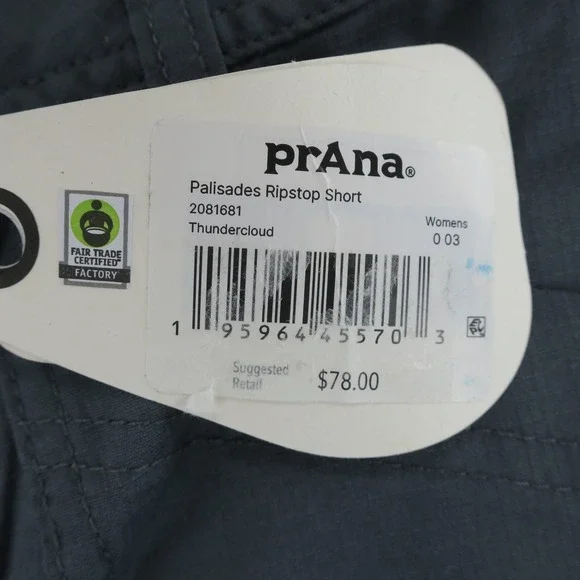 prAna®
Palisades Ripstop Short
2081681
Womens
Thundercloud
0 03
FAIR TRADE
CERTIFIED™
FACTORY
1 95964 45570 3
Suggested
Retail
$78.00